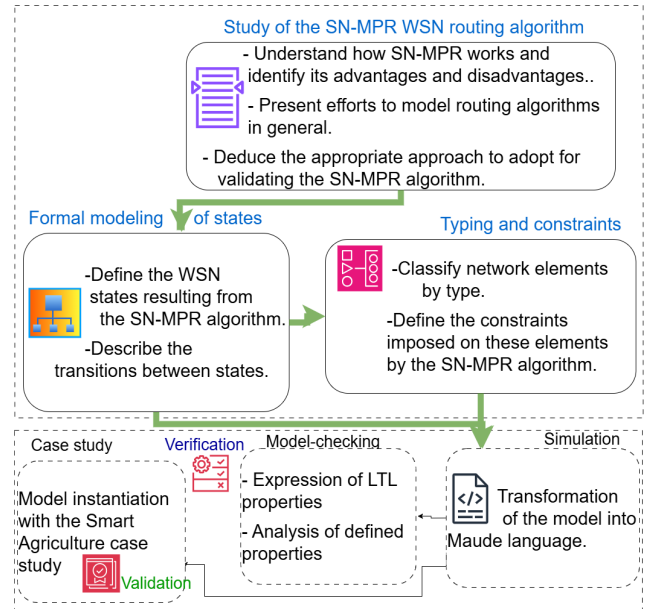 Study of the SN-MPR WSN routing algorithm
- Understand how SN-MPR works and
identify its advantages and disadvantages..
- Present efforts to model routing algorithms
in general.
- Deduce the appropriate approach to adopt for
validating the SN-MPR algorithm.
Formal modeling of states
-Define the WSN
states resulting from
the SN-MPR algorithm.
-Describe the
transitions between states.
Typing and constraints
-Classify network elements
by type.
-Define the constraints
imposed on these elements
by the SN-MPR algorithm.
Case study
Model instantiation
with the Smart
Agriculture case
study
Validation
Verification
Model-checking
- Expression of LTL
properties
- Analysis of defined
properties
Simulation
Transformation
of the model into
Maude language.